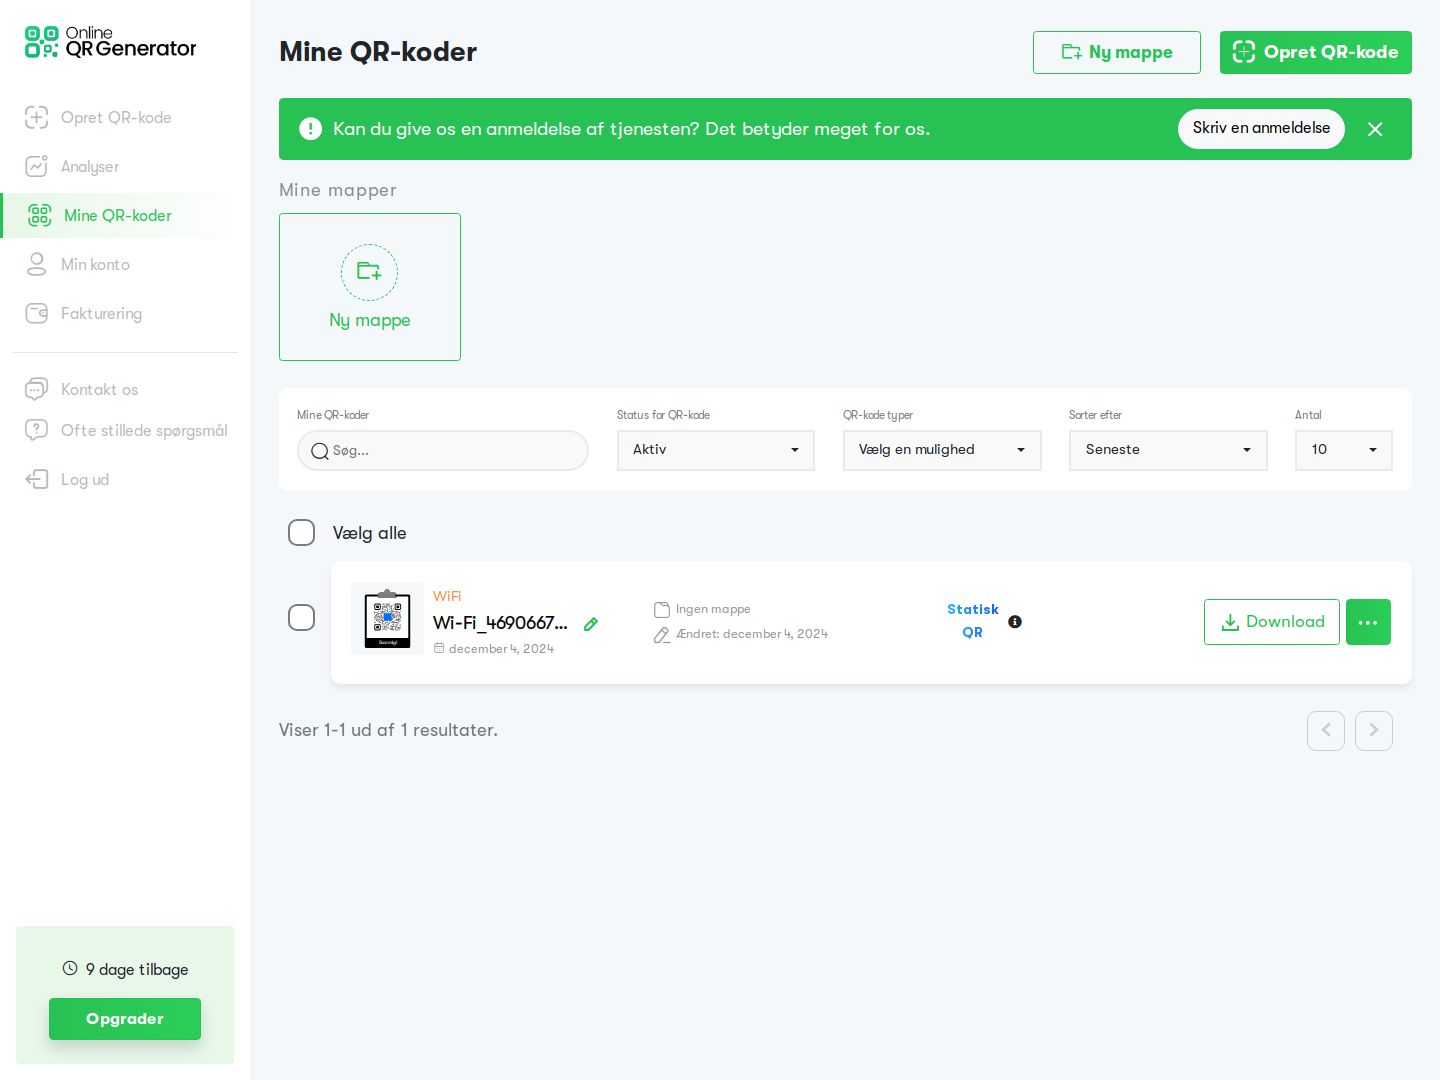 Online
QR Generator
Opret QR-kode
Analyser
Mine QR-koder
Min konto
Fakturering
Kontakt os
Ofte stillede spørgsmål
Log ud
9 dage tilbage
Opgrader
Mine QR-koder
Ny mappe
Opret QR-kode
Kan du give os en anmeldelse af tjenesten? Det betyder meget for os.
Skriv en anmeldelse
Mine mapper
Ny mappe
Mine QR-koder
Søg...
Status for QR-kode
Aktiv
QR-kode typer
Vælg en mulighed
Sorter efter
Seneste
Antal
10
Vælg alle
WiFi
Wi-Fi_4690667...
december 4, 2024
Ingen mappe
Ændret: december 4, 2024
Statisk
QR
Download
Viser 1-1 ud af 1 resultater.